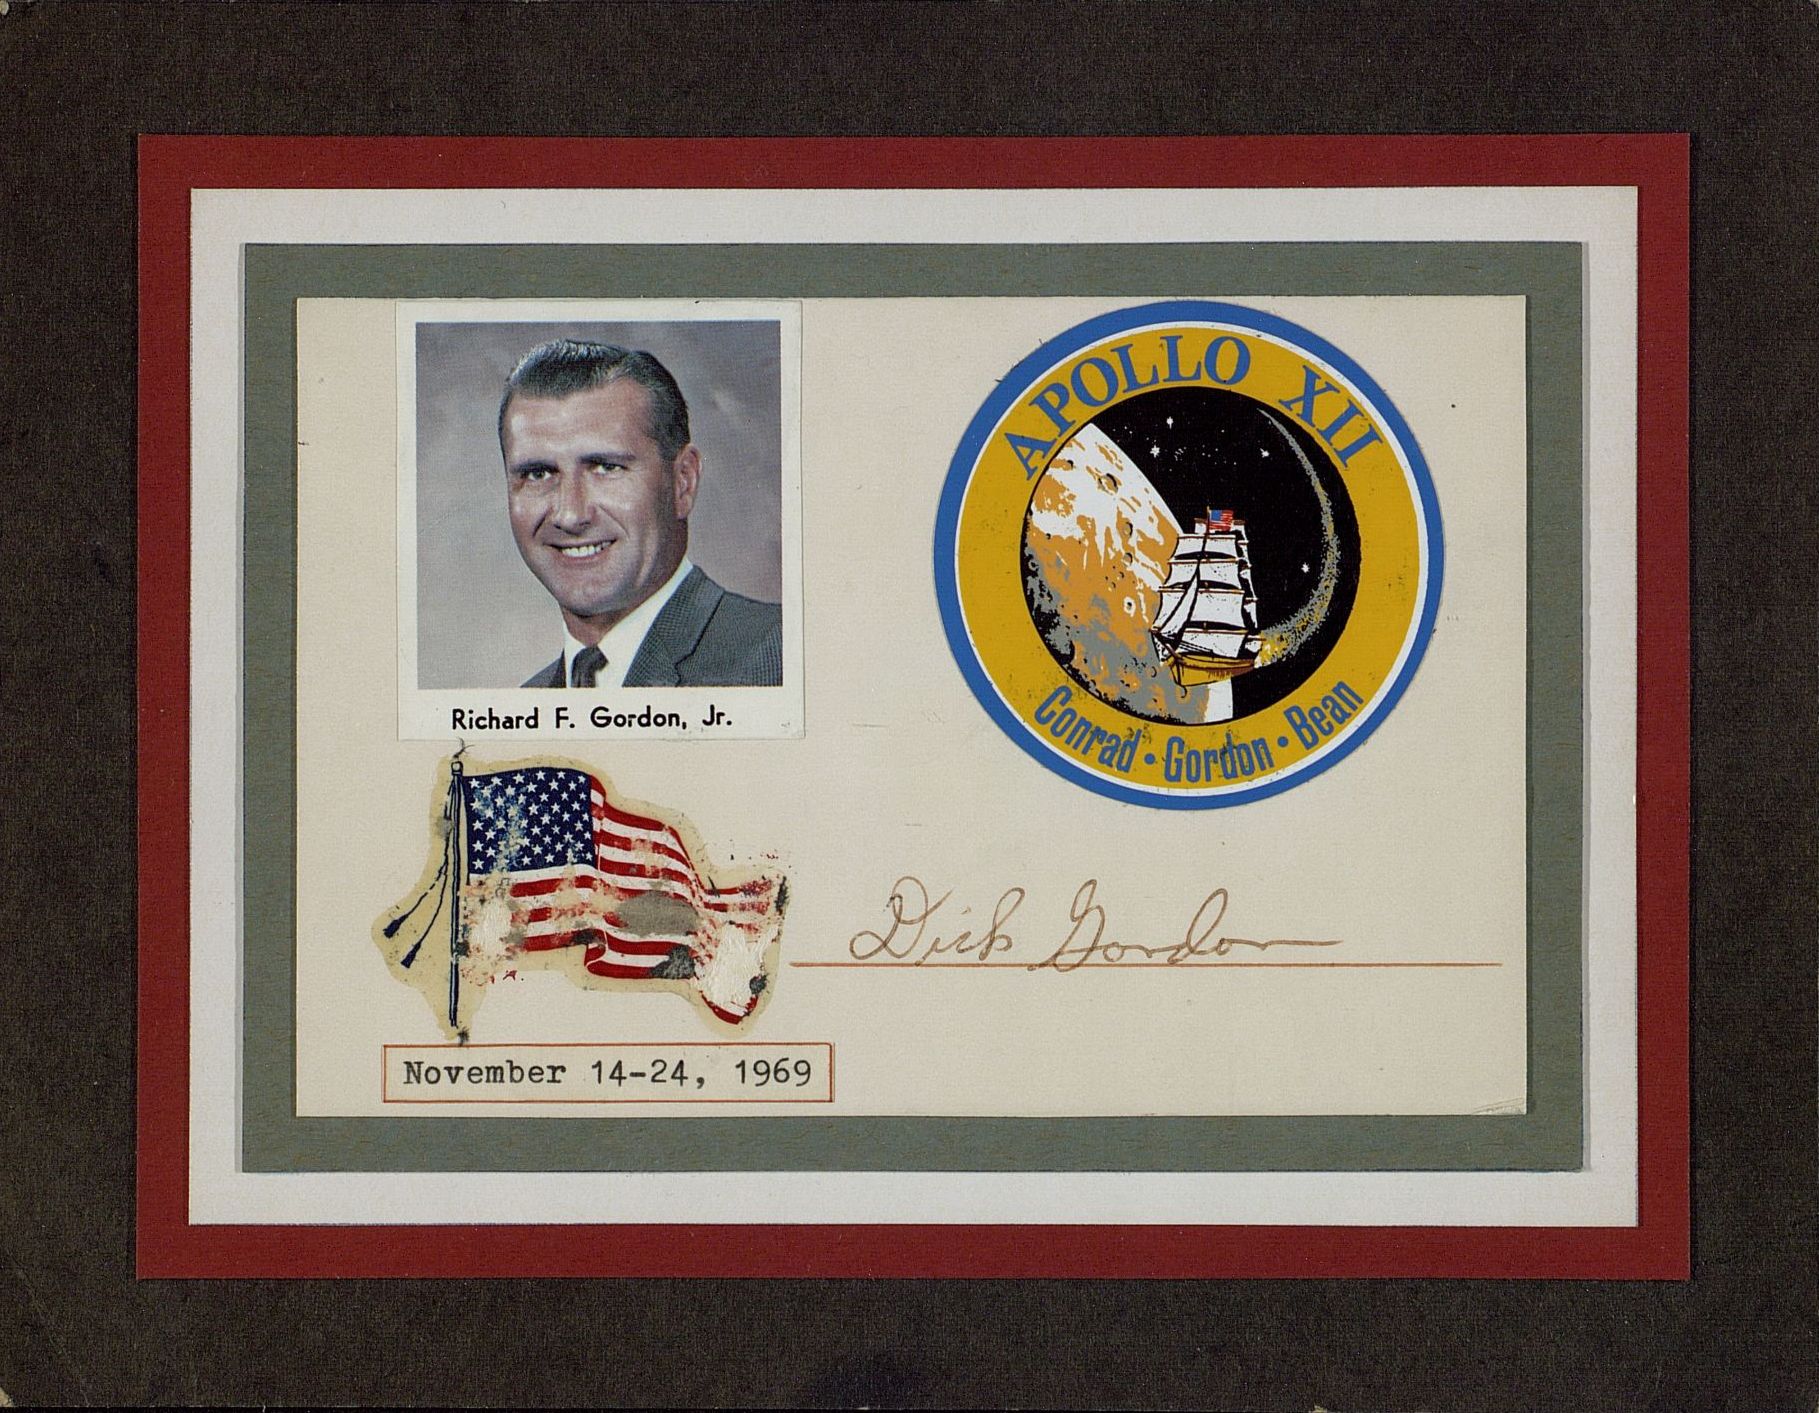 APOLLO XII
Conrad • Gordon • Bean
Richard F. Gordon, Jr.
Dick Gordon
November 14-24, 1969